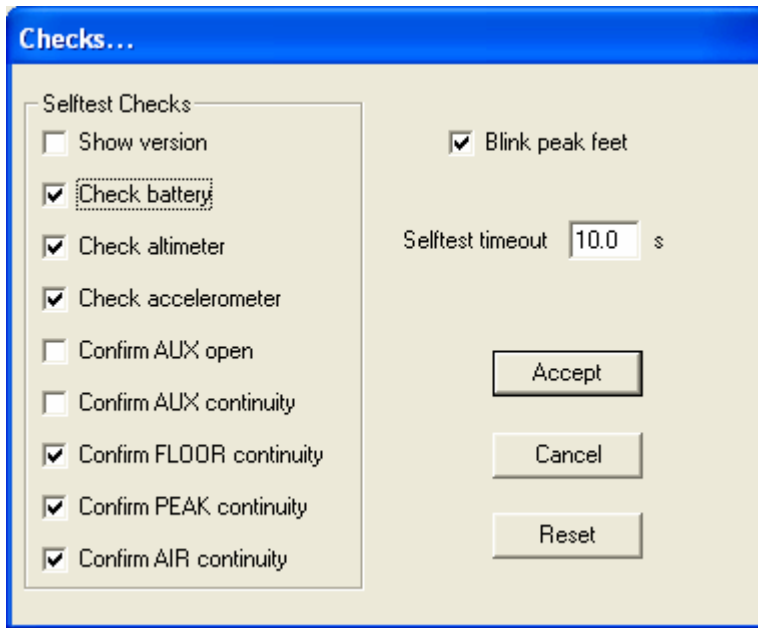 Checks...
Selftest Checks
Show version
Check battery
Check altimeter
Check accelerometer
Confirm AUX open
Confirm AUX continuity
Confirm FLOOR continuity
Confirm PEAK continuity
Confirm AIR continuity
Blink peak feet
Selftest timeout 10.0 s
Accept
Cancel
Reset